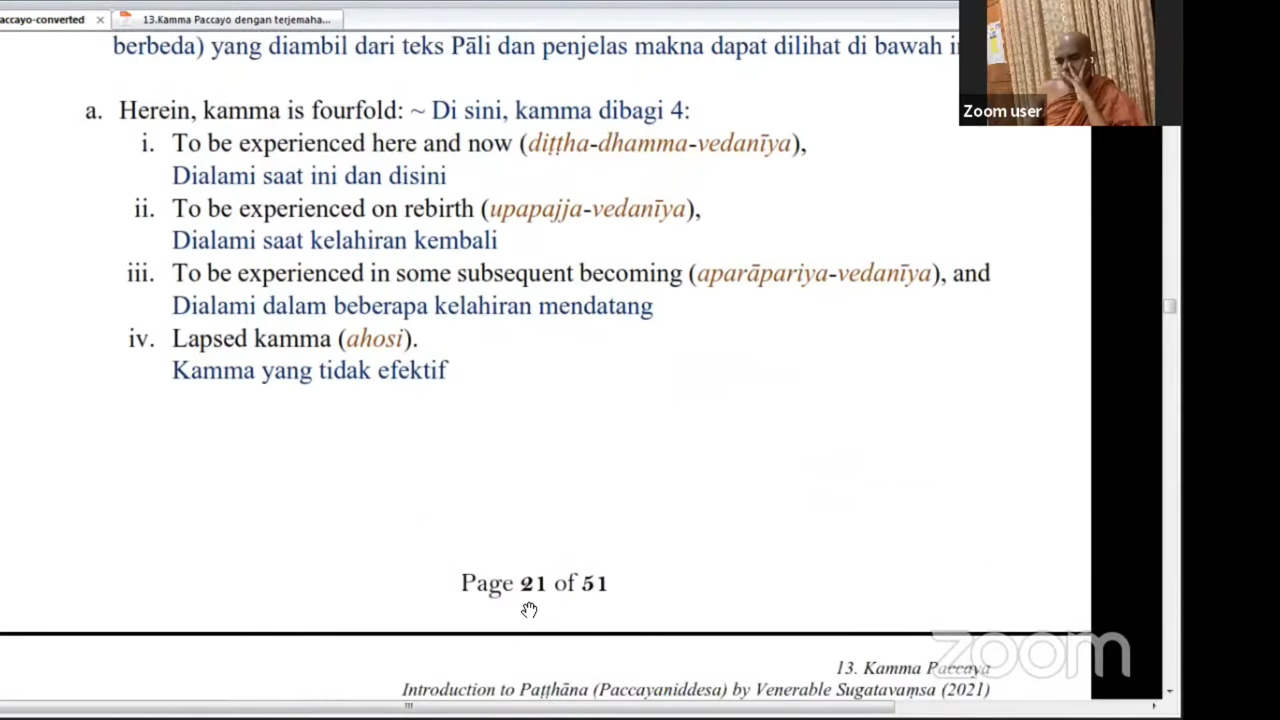 accayo-converted ×
13.Kamma Paccayo dengan terjemaha...
berbeda) yang diambil dari teks Pāli dan penjelas makna dapat dilihat di bawah
Zoom user
a. Herein, kamma is fourfold: ~ Di sini, kamma dibagi 4:
i. To be experienced here and now (diṭṭha-dhamma-vedanīya),
Dialami saat ini dan disini
ii. To be experienced on rebirth (upapajja-vedanīya),
Dialami saat kelahiran kembali
iii. To be experienced in some subsequent becoming (aparāpariya-vedanīya), and
Dialami dalam beberapa kelahiran mendatang
iv. Lapsed kamma (ahosi).
Kamma yang tidak efektif
Page 21 of 51
zoom
13. Kamma Paccaya
Introduction to Paṭṭhāna (Paccayaniddesa) by Venerable Sugatavaṃsa (2021)